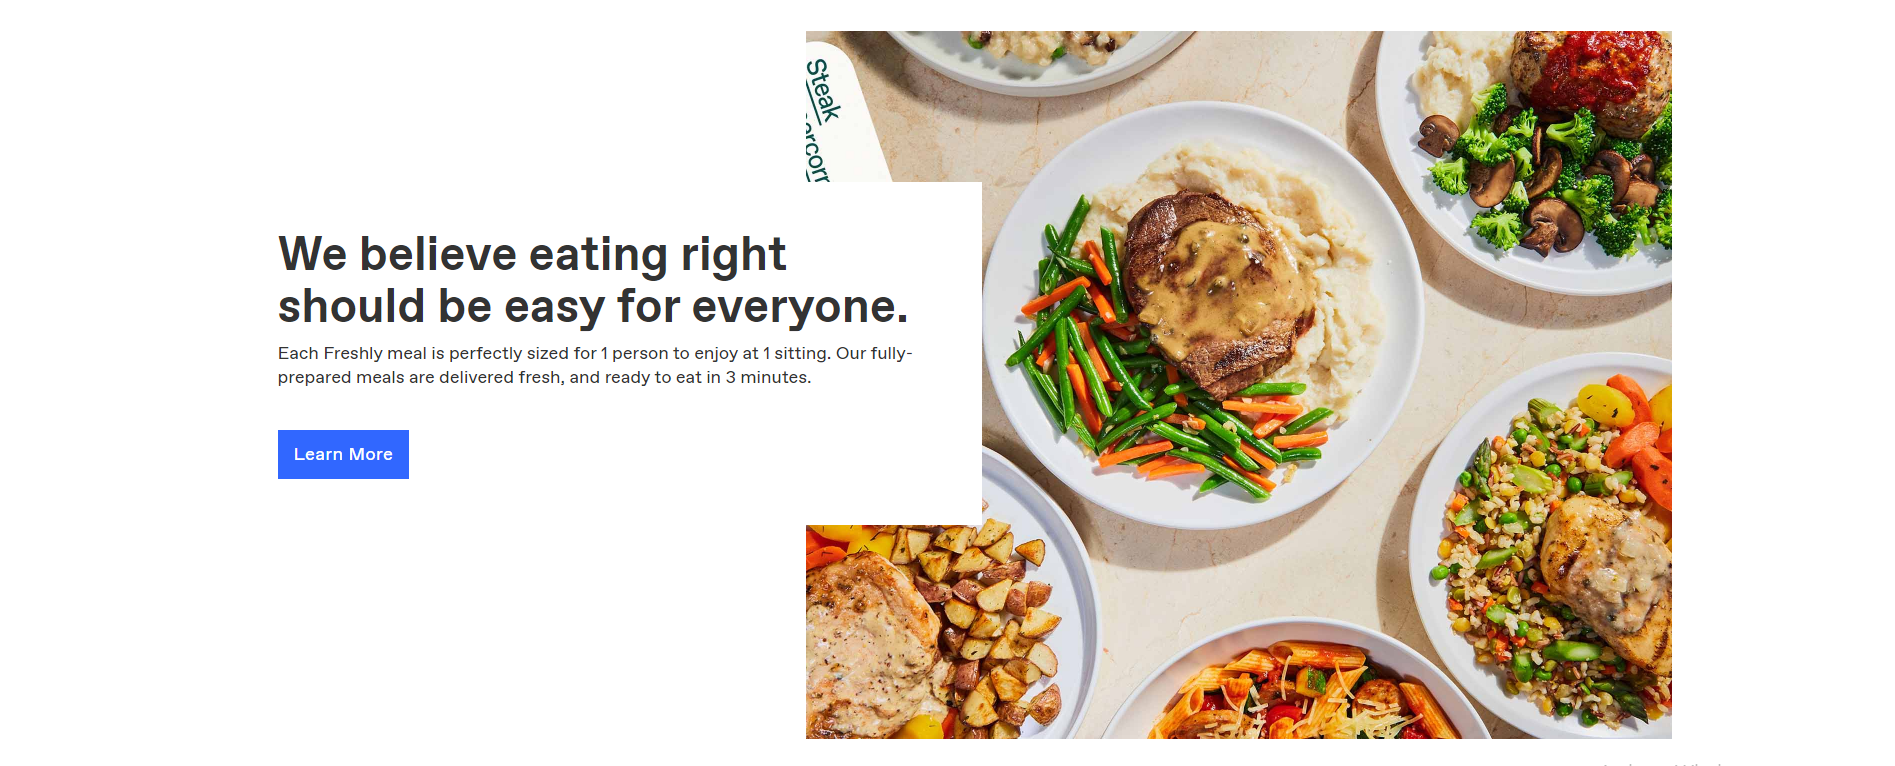 Steak
We believe eating right
should be easy for everyone.
Each Freshly meal is perfectly sized for 1 person to enjoy at 1 sitting. Our fully-
prepared meals are delivered fresh, and ready to eat in 3 minutes.
Learn More